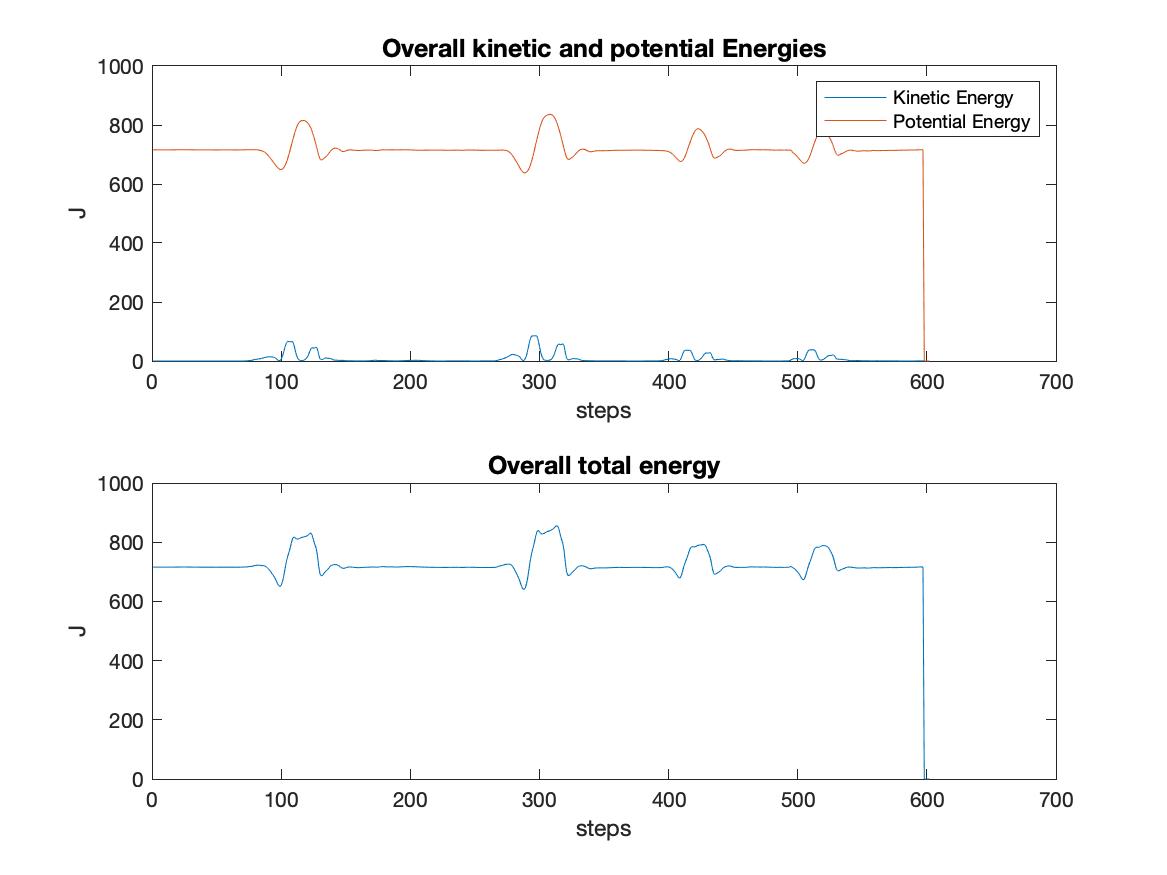 Overall kinetic and potential Energies
1000
800
600
400
200
0
J
Kinetic Energy
Potential Energy
0 100 200 300 400 500 600 700
steps
Overall total energy
1000
800
600
400
200
0
J
0 100 200 300 400 500 600 700
steps